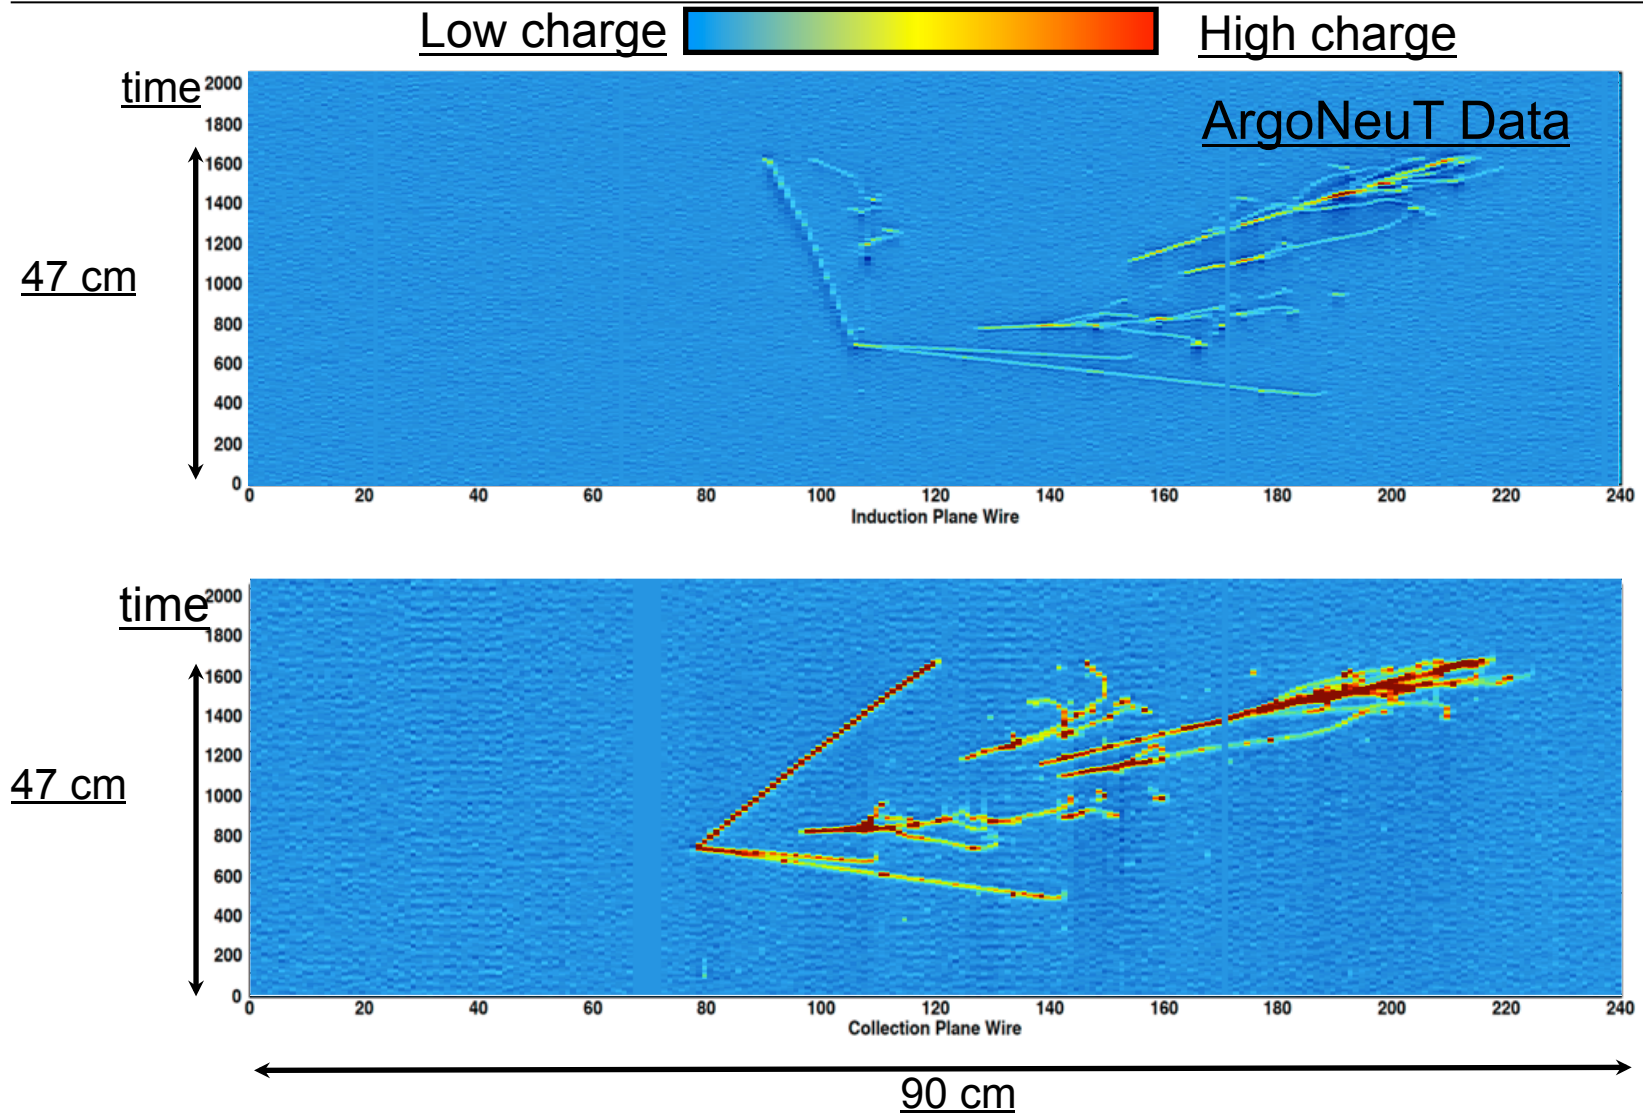 Low charge
High charge
time
ArgoNeuT Data
2000
1800
1600
1400
1200
1000
800
600
400
200
0
47 cm
0 20 40 60 80 100 120 140 160 180 200 220 240
Induction Plane Wire
time
2000
1800
1600
1400
1200
1000
800
600
400
200
0
47 cm
0 20 40 60 80 100 120 140 160 180 200 220 240
Collection Plane Wire
90 cm